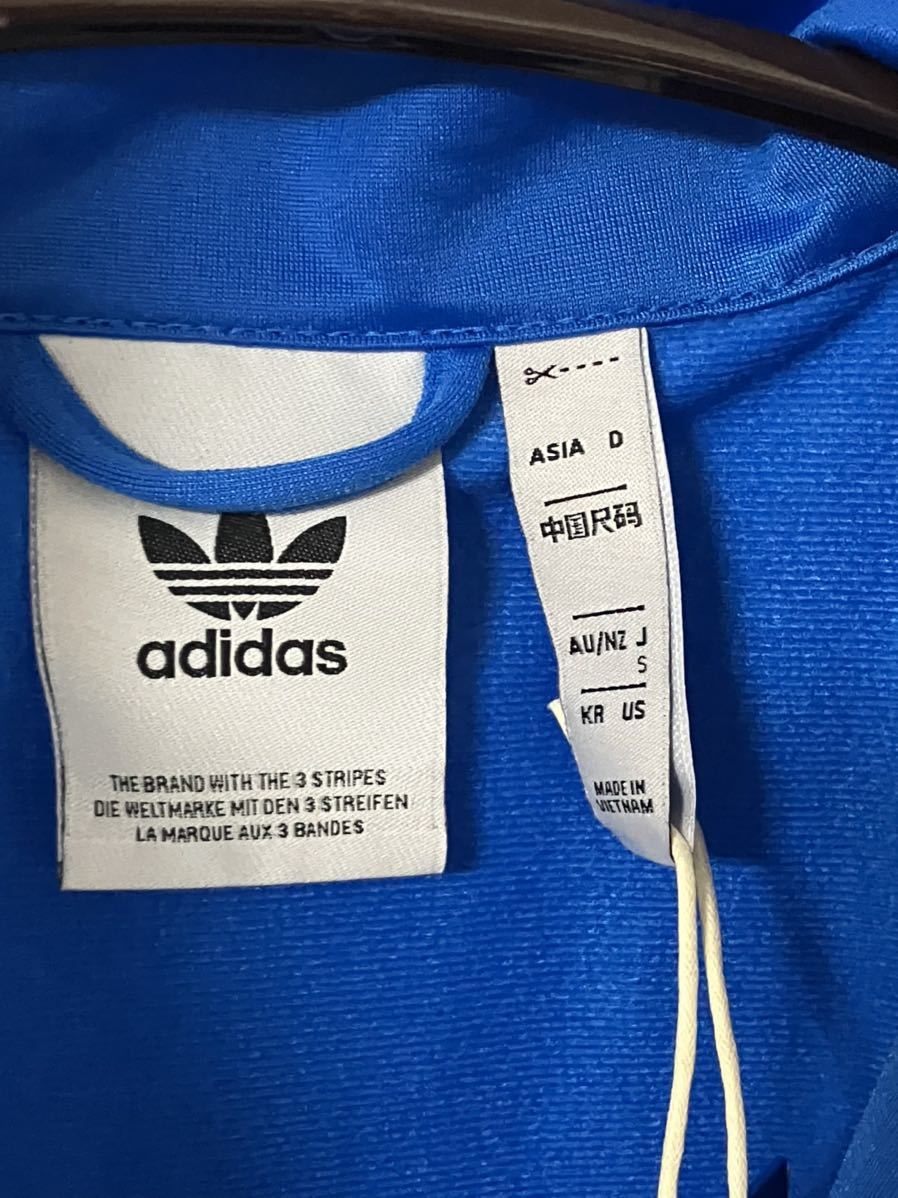 adidas
THE BRAND WITH THE 3 STRIPES
DIE WELTMARKE MIT DEN 3 STREIFEN
LA MARQUE AUX 3 BANDES
ASIA D
中国尺码
AU/NZ J
S
KR US
MADE IN
VIETNAM